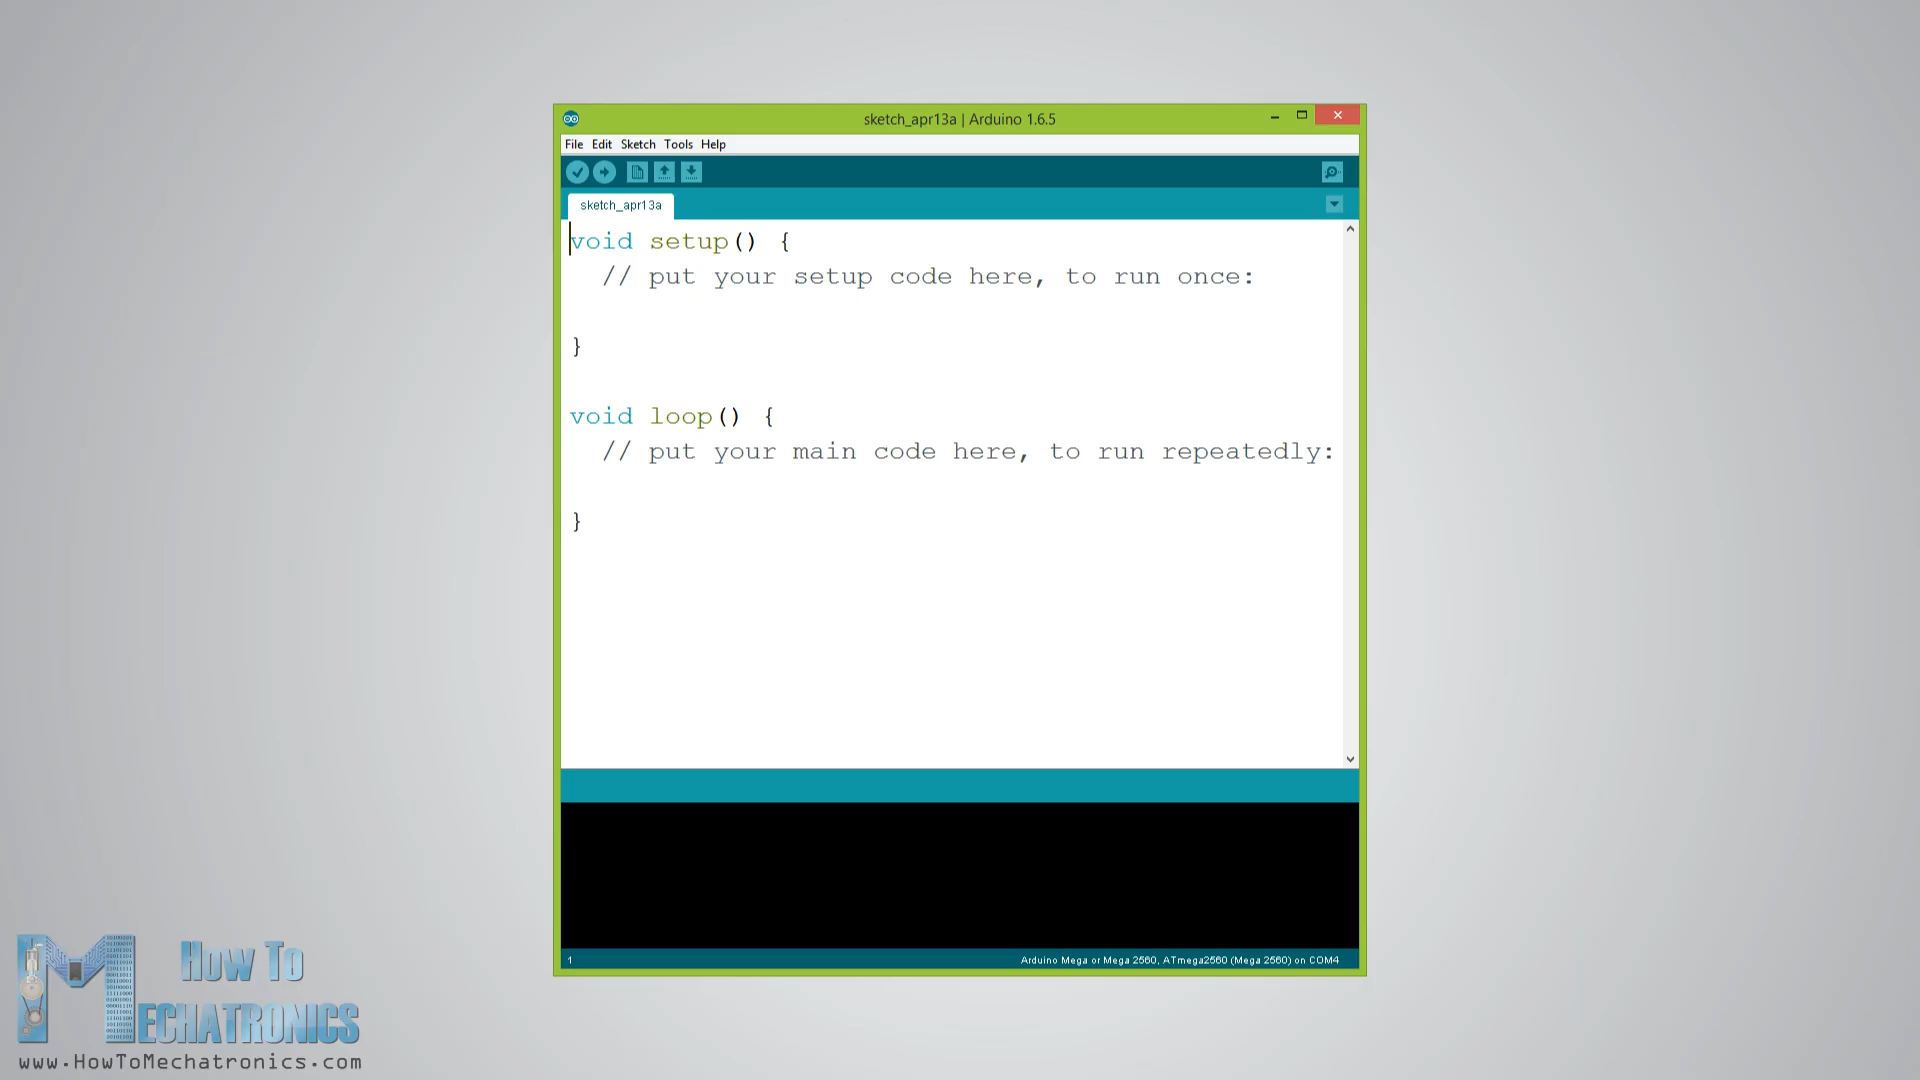 sketch_apr13a | Arduino 1.6.5
File Edit Sketch Tools Help
sketch_apr13a
void setup() {
  // put your setup code here, to run once:
}
void loop() {
  // put your main code here, to run repeatedly:
}
1
Arduino Mega or Mega 2560, ATmega2560 (Mega 2560) on COM4
How To
MECHATRONICS
www.HowToMechatronics.com